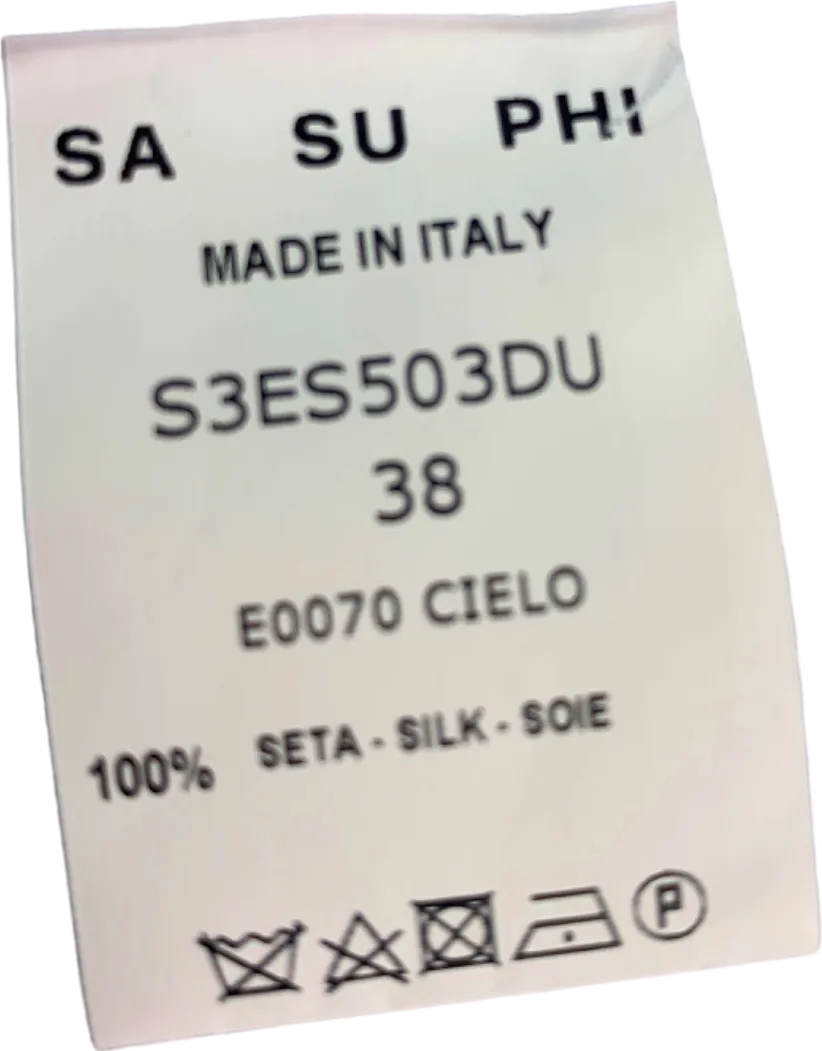 SA SU PHI
MADE IN ITALY
S3ES503DU
38
E0070 CIELO
100% SETA - SILK - SOIE
P